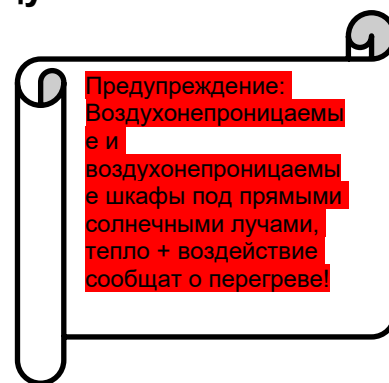 Предупреждение:
Воздухонепроницаемы
е и
воздухонепроницаемы
е шкафы под прямыми
солнечными лучами,
тепло + воздействие
сообщат о перегреве!